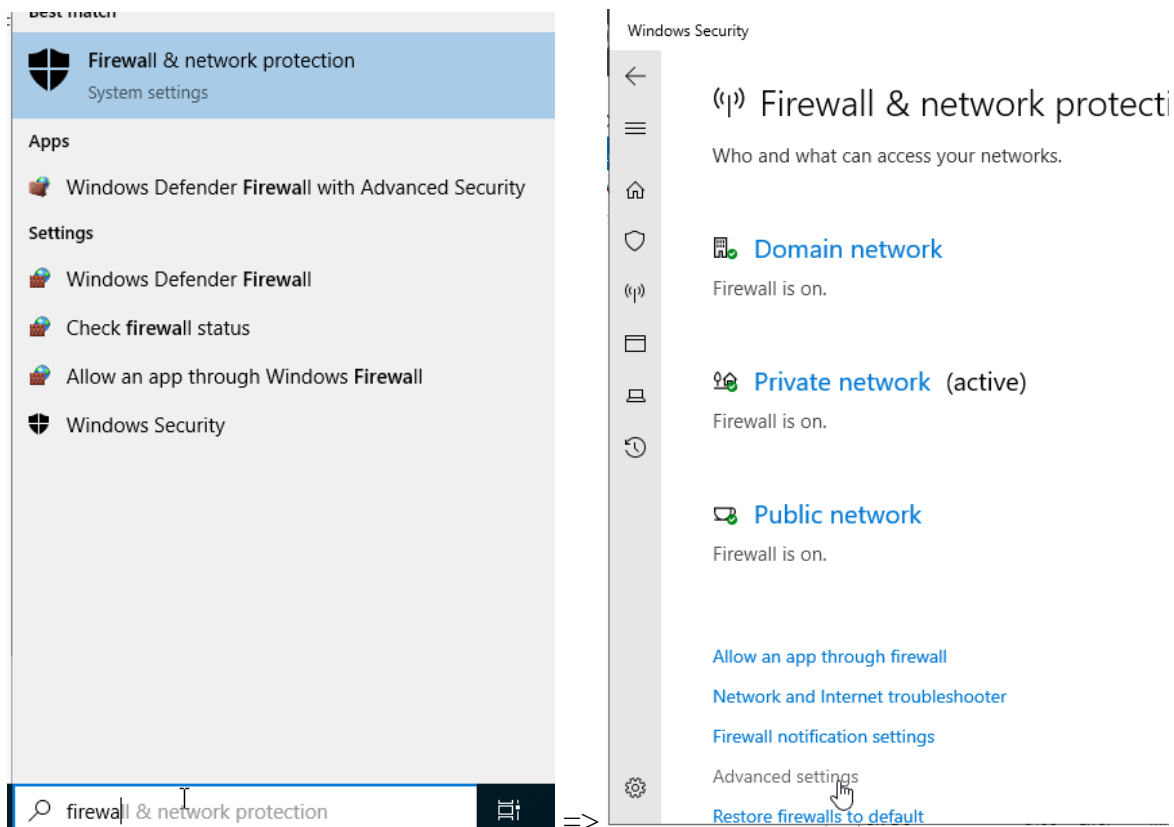 Best match
Firewall & network protection
System settings
Apps
Windows Defender Firewall with Advanced Security
Settings
Windows Defender Firewall
Check firewall status
Allow an app through Windows Firewall
Windows Security
firewall & network protection
=>
Windows Security
Firewall & network protecti
Who and what can access your networks.
Domain network
Firewall is on.
Private network (active)
Firewall is on.
Public network
Firewall is on.
Allow an app through firewall
Network and Internet troubleshooter
Firewall notification settings
Advanced settings
Restore firewalls to default